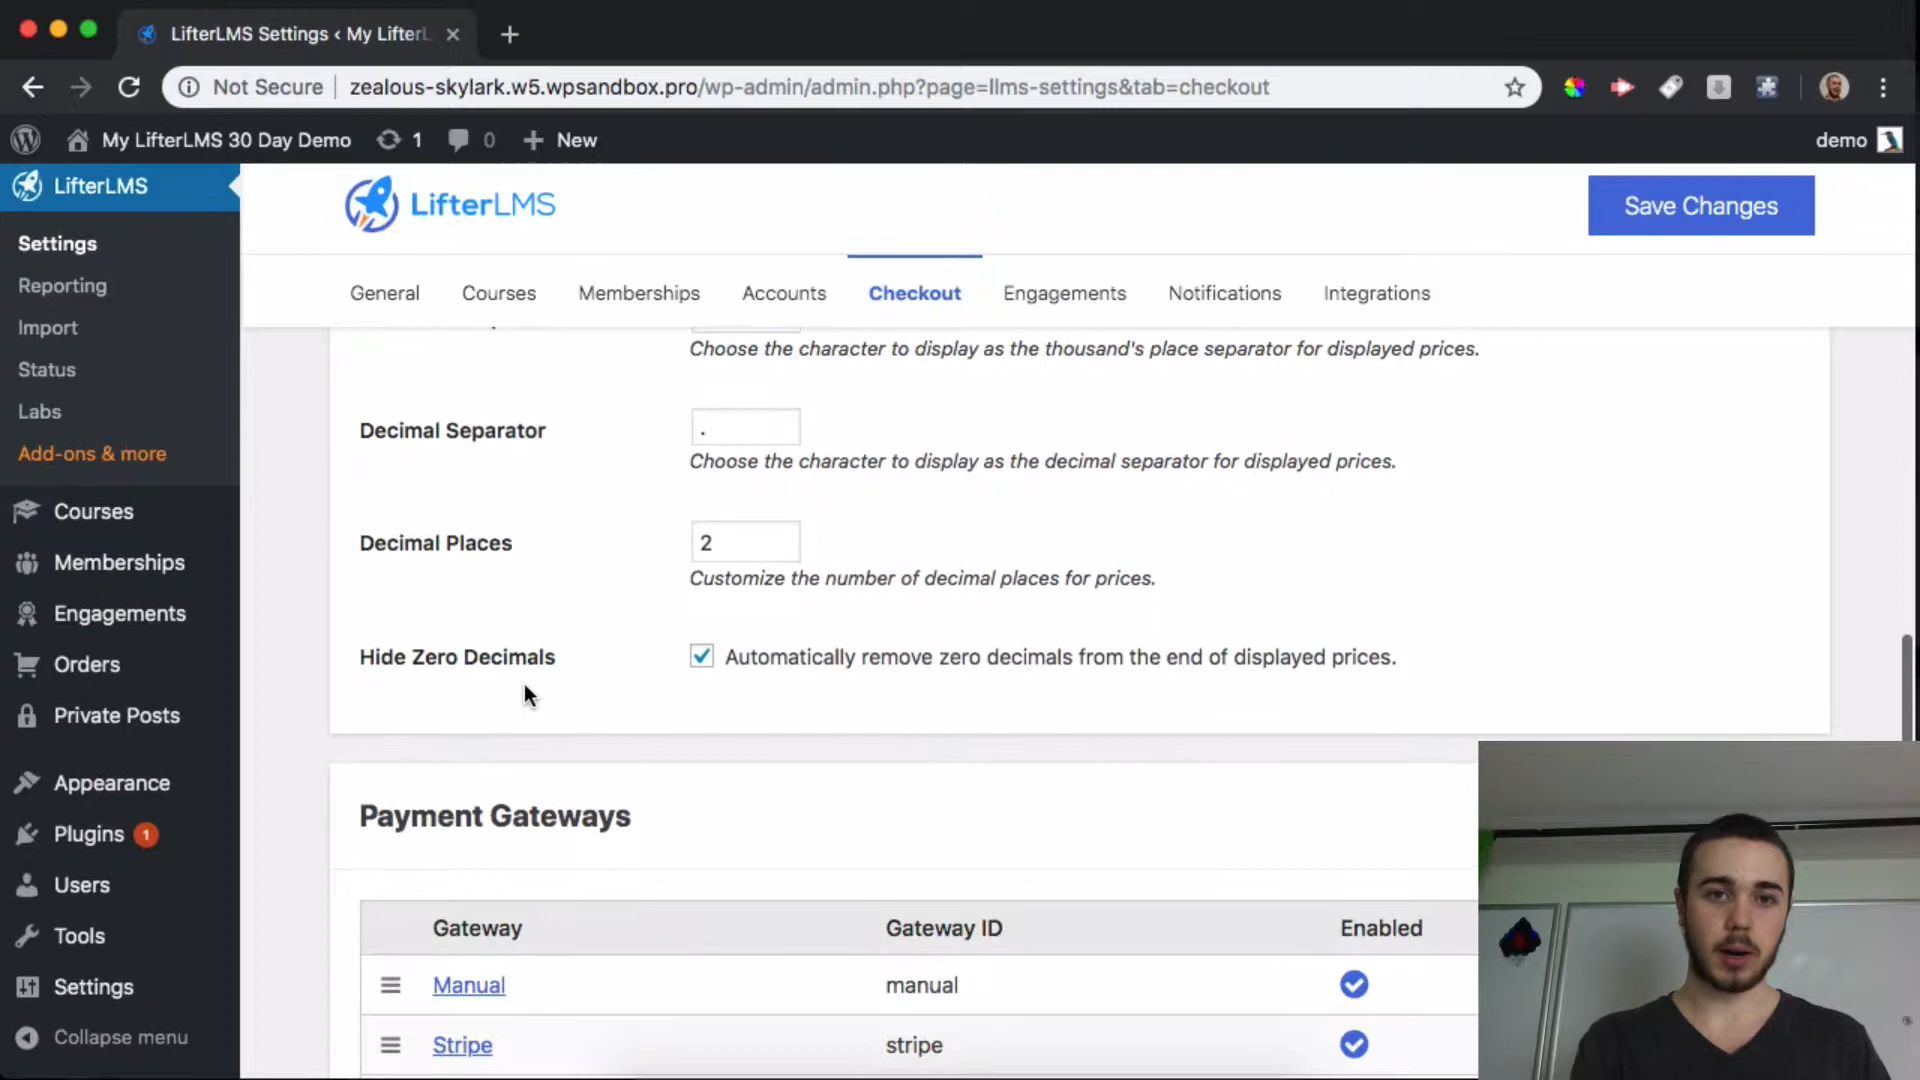 LifterLMS Settings ‹ My LifterL
Not Secure zealous-skylark.w5.wpsandbox.pro/wp-admin/admin.php?page=llms-settings&tab=checkout
My LifterLMS 30 Day Demo 1 0 New demo
LifterLMS
Settings
Reporting
Import
Status
Labs
Add-ons & more
Courses
Memberships
Engagements
Orders
Private Posts
Appearance
Plugins 1
Users
Tools
Settings
Collapse menu
LifterLMS
Save Changes
General Courses Memberships Accounts Checkout Engagements Notifications Integrations
Choose the character to display as the thousand's place separator for displayed prices.
Decimal Separator .
Choose the character to display as the decimal separator for displayed prices.
Decimal Places 2
Customize the number of decimal places for prices.
Hide Zero Decimals Automatically remove zero decimals from the end of displayed prices.
Payment Gateways
Gateway Gateway ID Enabled
Manual manual
Stripe stripe